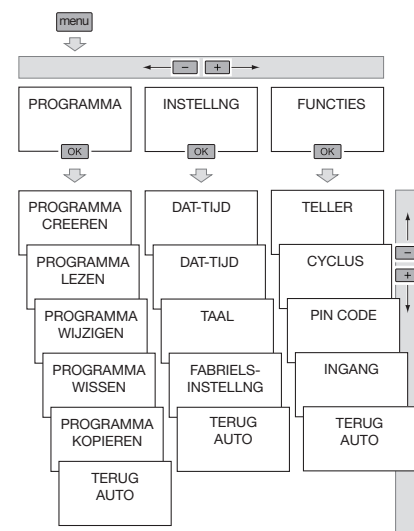 menu
- +
PROGRAMMA
INSTELLNG
FUNCTIES
OK
OK
OK
PROGRAMMA
CREEREN
PROGRAMMA
LEZEN
PROGRAMMA
WIJZIGEN
PROGRAMMA
WISSEN
PROGRAMMA
KOPIEREN
TERUG
AUTO
DAT-TIJD
DAT-TIJD
TAAL
FABRIELS-
INSTELLNG
TERUG
AUTO
TELLER
CYCLUS
PIN CODE
INGANG
TERUG
AUTO
-
+